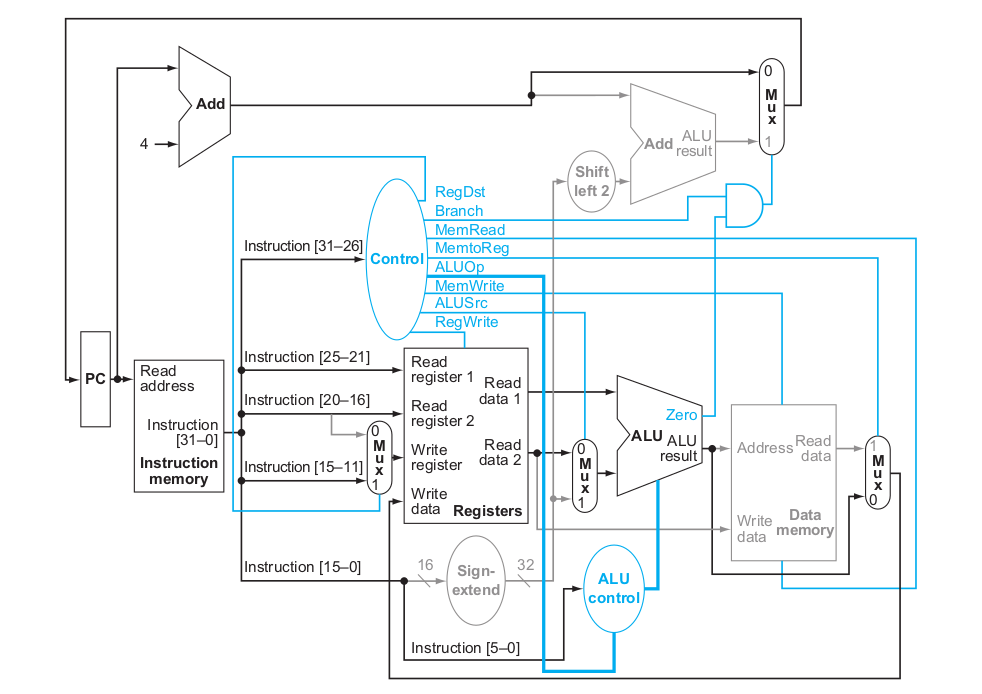 0
M
u
x
1
Add
4
Add
ALU
result
Shift
left 2
RegDst
Branch
MemRead
MemtoReg
ALUOp
MemWrite
ALUSrc
RegWrite
Control
Instruction [31–26]
Instruction [25–21]
Instruction [20–16]
Instruction [15–11]
Instruction [15–0]
Instruction [5–0]
PC
Read
address
Instruction
[31–0]
Instruction
memory
0
M
u
x
1
Read
register 1
Read
register 2
Write
register
Write
data
Read
data 1
Read
data 2
Registers
0
M
u
x
1
Zero
ALU
ALU
result
Address
Read
data
Write
data
Data
memory
1
M
u
x
0
16
Sign-
extend
32
ALU
control